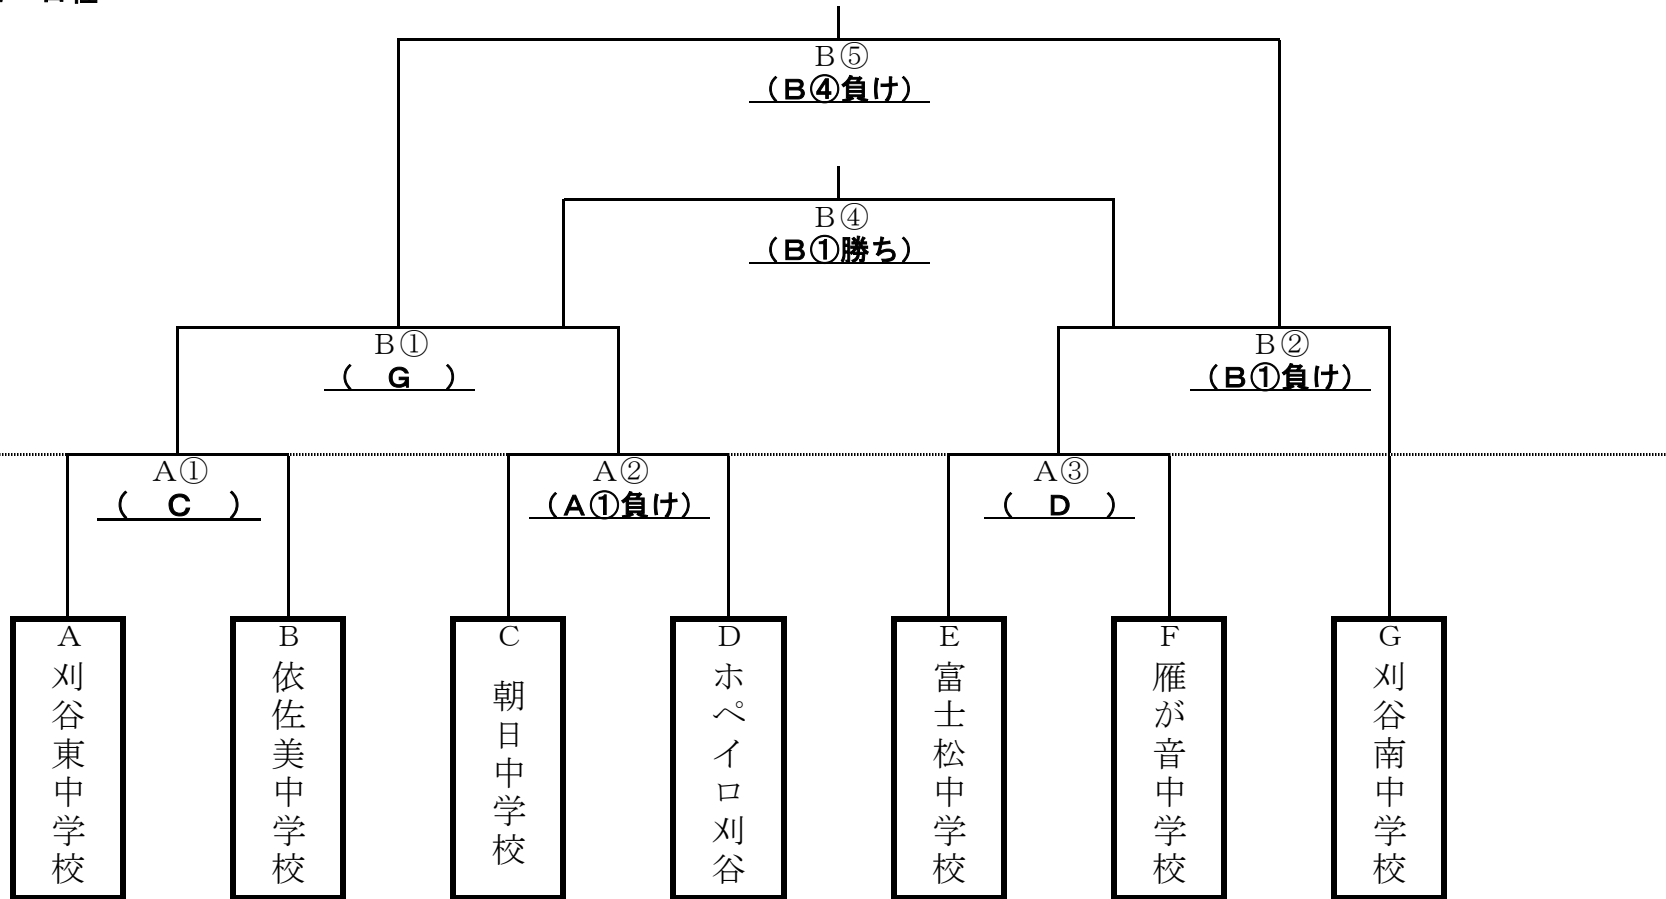 B⑤
(B④負け)
B④
(B①勝ち)
B①
( G )
B②
(B①負け)
A①
( C )
A②
(A①負け)
A③
( D )
A
刈谷東中学校
B
依佐美中学校
C
朝日中学校
D
ホペイロ刈谷
E
富士松中学校
F
雁が音中学校
G
刈谷南中学校